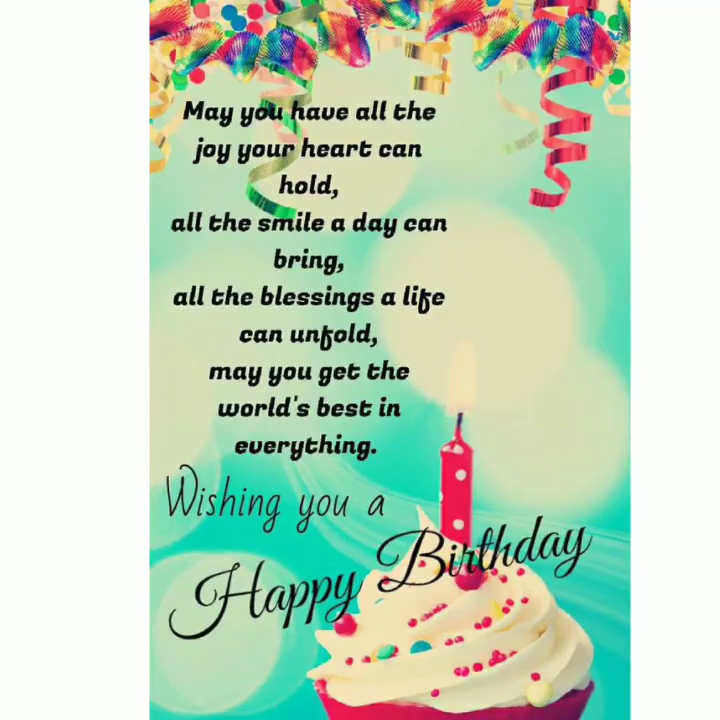 May you have all the
joy your heart can
hold,
all the smile a day can
bring,
all the blessings a life
can unfold,
may you get the
world's best in
everything.
Wishing you a
Happy Birthday